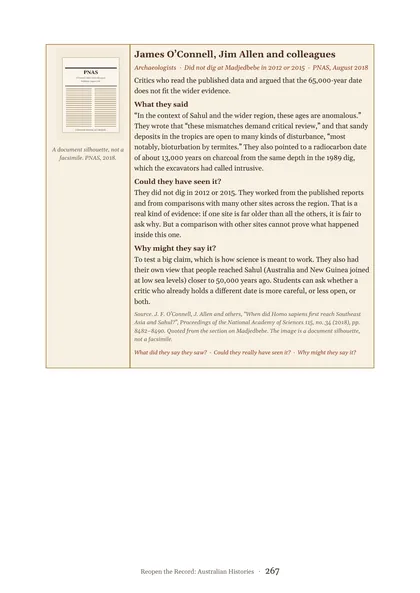 PNAS
A document silhouette, not a
facsimile. PNAS, 2018.
James O'Connell, Jim Allen and colleagues
Archaeologists · Did not dig at Madjedbebe in 2012 or 2015 · PNAS, August 2018
Critics who read the published data and argued that the 65,000-year date
does not fit the wider evidence.
What they said
“In the context of Sahul and the wider region, these ages are anomalous.”
They wrote that “these mismatches demand critical review,” and that sandy
deposits in the tropics are open to many kinds of disturbance, “most
notably, bioturbation by termites.” They also pointed to a radiocarbon date
of about 13,000 years on charcoal from the same depth in the 1989 dig,
which the excavators had called intrusive.
Could they have seen it?
They did not dig in 2012 or 2015. They worked from the published reports
and from comparisons with many other sites across the region. That is a
real kind of evidence: if one site is far older than all the others, it is fair to
ask why. But a comparison with other sites cannot prove what happened
inside this one.
Why might they say it?
To test a big claim, which is how science is meant to work. They also had
their own view that people reached Sahul (Australia and New Guinea joined
at low sea levels) closer to 50,000 years ago. Students can ask whether a
critic who already holds a different date is more careful, or less open, or
both.
Source. J. F. O'Connell, J. Allen and others, “When did Homo sapiens first reach Southeast
Asia and Sahul?”, Proceedings of the National Academy of Sciences 115, no. 34 (2018), pp.
8482–8490. Quoted from the section on Madjedbebe. The image is a document silhouette,
not a facsimile.
What did they say they saw? · Could they really have seen it? · Why might they say it?
Reopen the Record: Australian Histories · 267